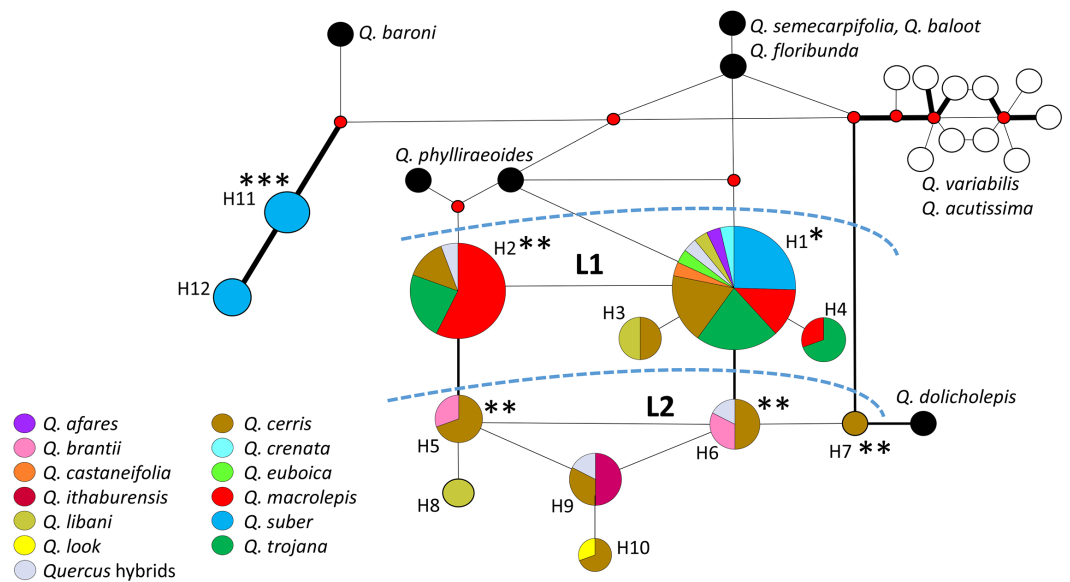 Q. baroni
Q. semecarpifolia, Q. baloot
Q. floribunda
Q. phylliraeoides
Q. variabilis
Q. acutissima
***
H11
H12
H2**
L1
H1*
H3
H4
L2
**
H5
**
H6
Q. dolicholepis
H7 **
H8
H9
H10
Q. afares
Q. brantii
Q. castaneifolia
Q. ithaburensis
Q. libani
Q. look
Quercus hybrids
Q. cerris
Q. crenata
Q. euboica
Q. macrolepis
Q. suber
Q. trojana